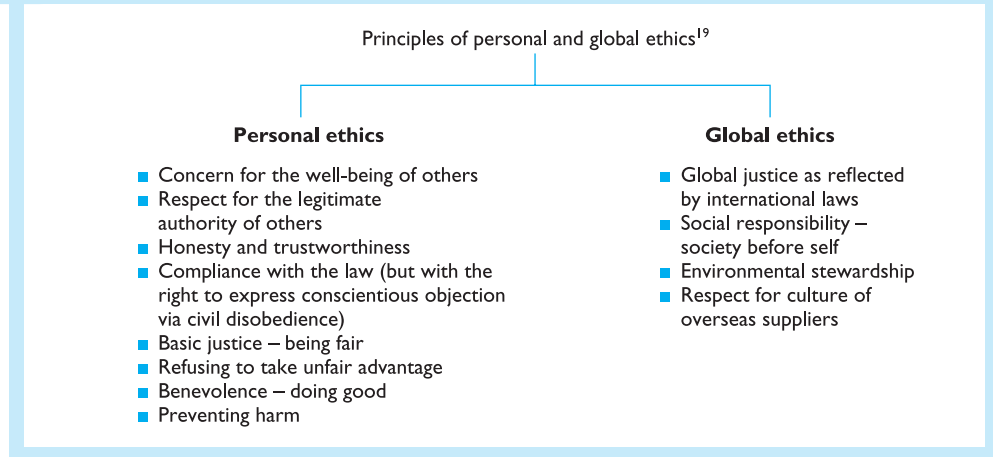 Principles of personal and global ethics19
Personal ethics
Concern for the well-being of others
Respect for the legitimate
authority of others
Honesty and trustworthiness
Compliance with the law (but with the
right to express conscientious objection
via civil disobedience)
Basic justice – being fair
Refusing to take unfair advantage
Benevolence – doing good
Preventing harm
Global ethics
Global justice as reflected
by international laws
Social responsibility –
society before self
Environmental stewardship
Respect for culture of
overseas suppliers